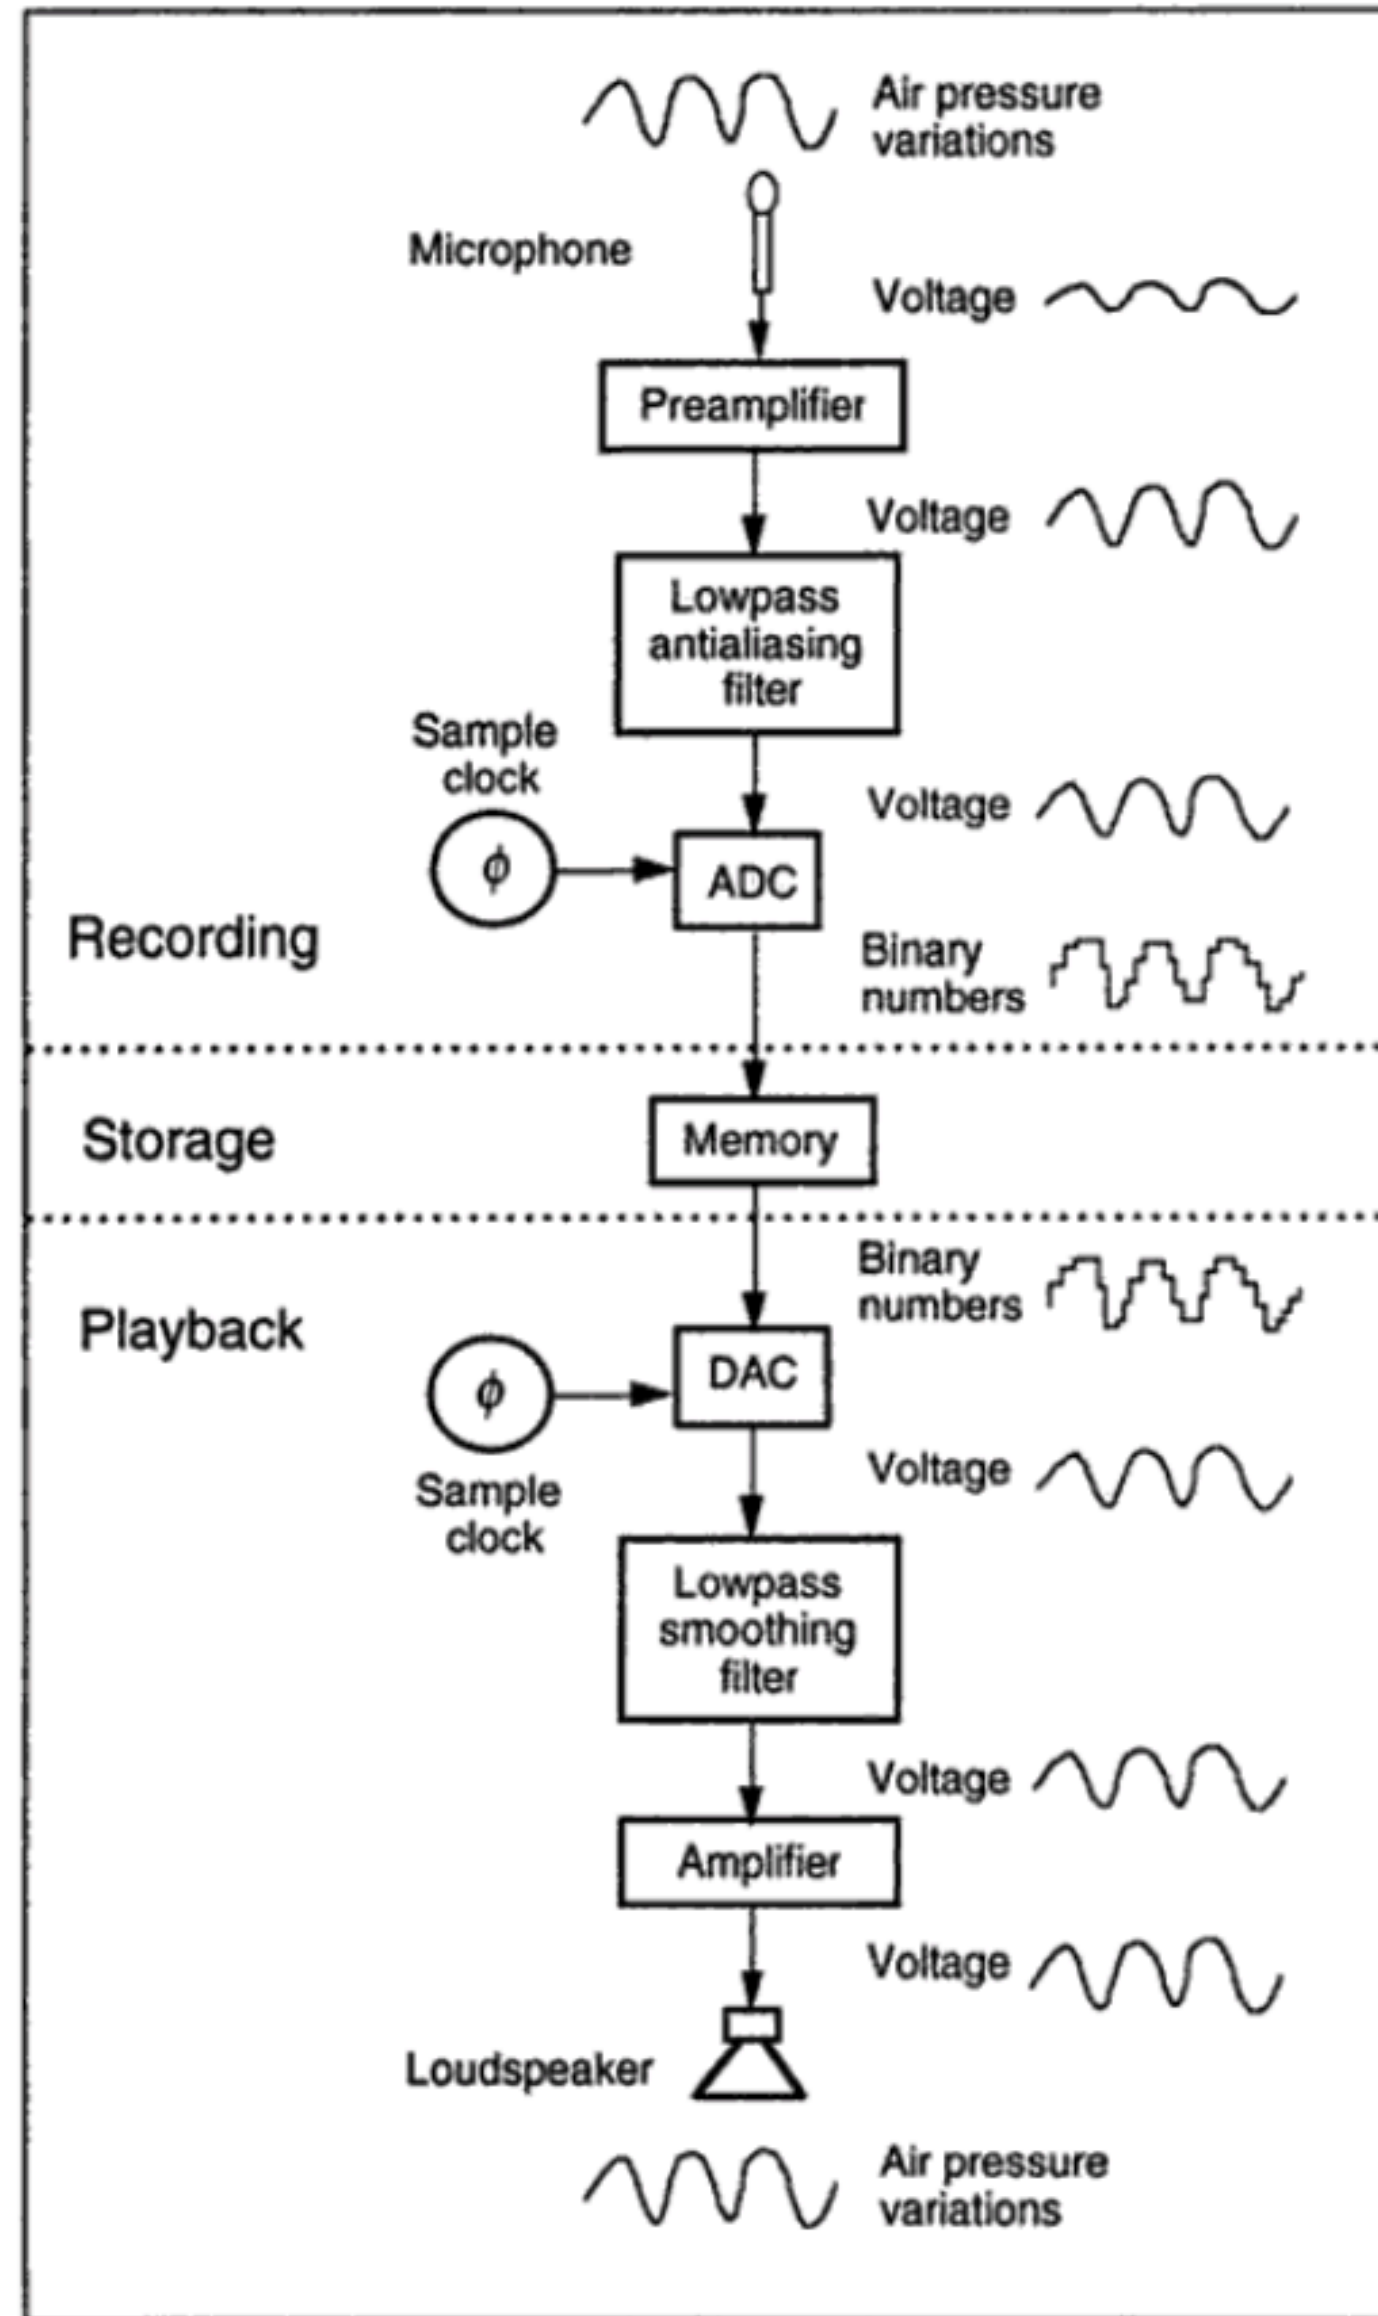 Air pressure
variations
Microphone
Voltage
Preamplifier
Voltage
Lowpass
antialiasing
filter
Sample
clock
Voltage
ϕ
ADC
Recording
Binary
numbers
Storage
Memory
Binary
numbers
Playback
DAC
ϕ
Voltage
Sample
clock
Lowpass
smoothing
filter
Voltage
Amplifier
Voltage
Loudspeaker
Air pressure
variations